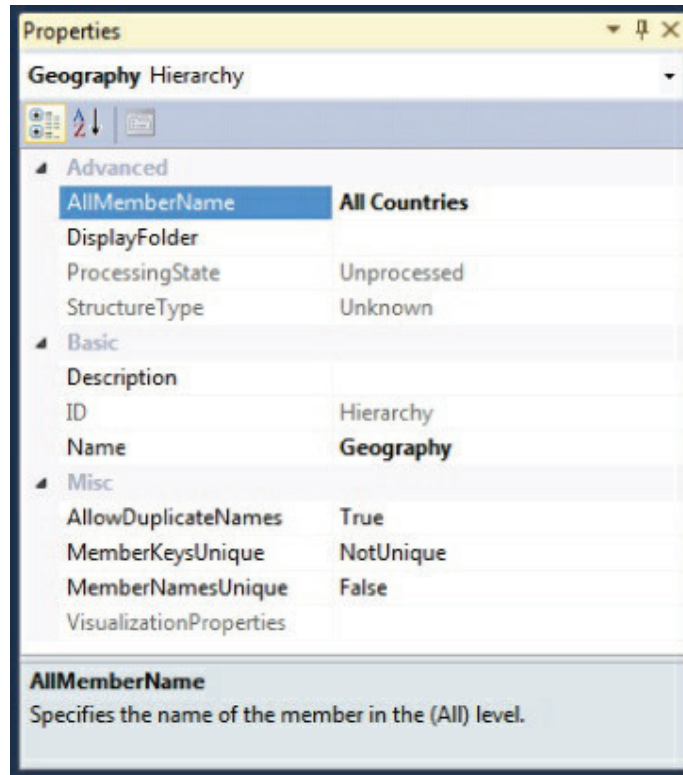 Properties
Geography Hierarchy
Advanced
AllMemberName All Countries
DisplayFolder
ProcessingState Unprocessed
StructureType Unknown
Basic
Description
ID Hierarchy
Name Geography
Misc
AllowDuplicateNames True
MemberKeysUnique NotUnique
MemberNamesUnique False
VisualizationProperties
AllMemberName
Specifies the name of the member in the (All) level.